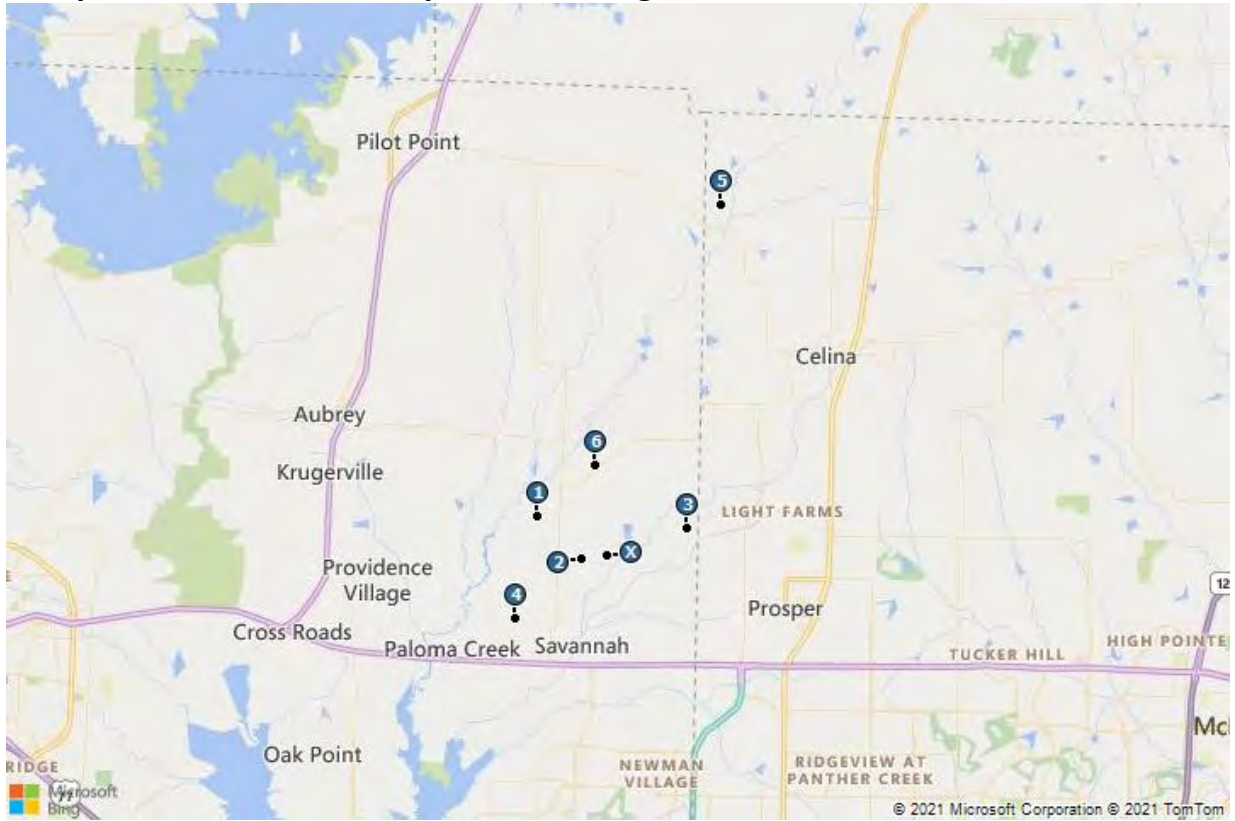 Pilot Point
5
Celina
Aubrey
6
Krugerville
1
3
LIGHT FARMS
2
X
Providence
Village
4
12
Prosper
Cross Roads
Paloma Creek
Savannah
HIGH POINTE
TUCKER HILL
Oak Point
NEWMAN
VILLAGE
RIDGEVIEW AT
PANTHER CREEK
RIDGE
Microsoft
Bing
77
© 2021 Microsoft Corporation © 2021 TomTom